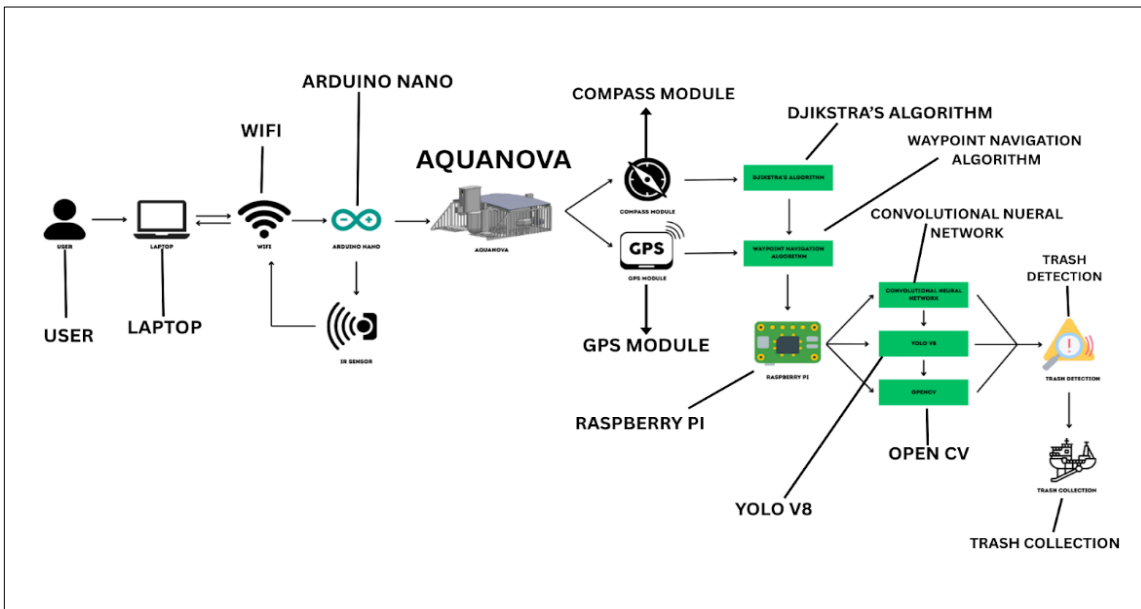 ARDUINO NANO
COMPASS MODULE
DJIKSTRA'S ALGORITHM
WIFI
WAYPOINT NAVIGATION
ALGORITHM
AQUANOVA
DJIKSTRA'S ALGORITHM
COMPASS MODULE
CONVOLUTIONAL NUERAL
NETWORK
USER
LAPTOP
WIFI
ARDUINO NANO
AQUANOVA
GPS
GPS MODULE
WAYPOINT NAVIGATION
ALGORITHM
TRASH
DETECTION
CONVOLUTIONAL NEURAL
NETWORK
USER
LAPTOP
IR SENSOR
GPS MODULE
YOLO V8
RASPBERRY PI
TRASH DETECTION
OPENCV
RASPBERRY PI
OPEN CV
TRASH COLLECTION
YOLO V8
TRASH COLLECTION